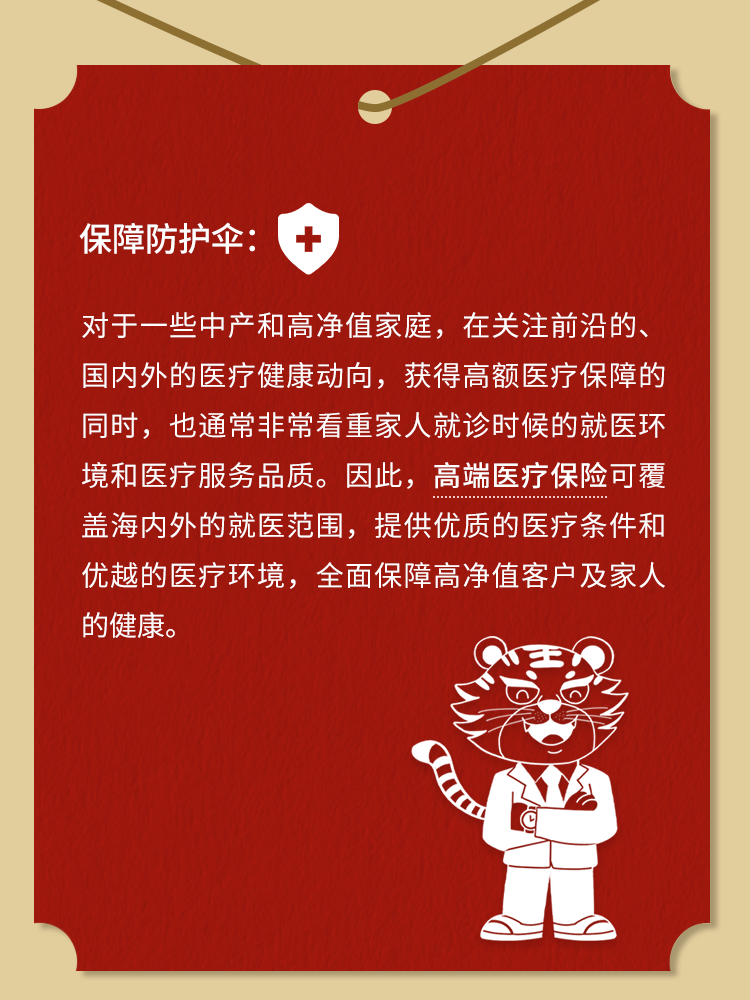 保障防护伞：
对于一些中产和高净值家庭，在关注前沿的、
国内外的医疗健康动向，获得高额医疗保障的
同时，也通常非常看重家人就诊时候的就医环
境和医疗服务品质。因此，高端医疗保险可覆
盖海内外的就医范围，提供优质的医疗条件和
优越的医疗环境，全面保障高净值客户及家人
的健康。